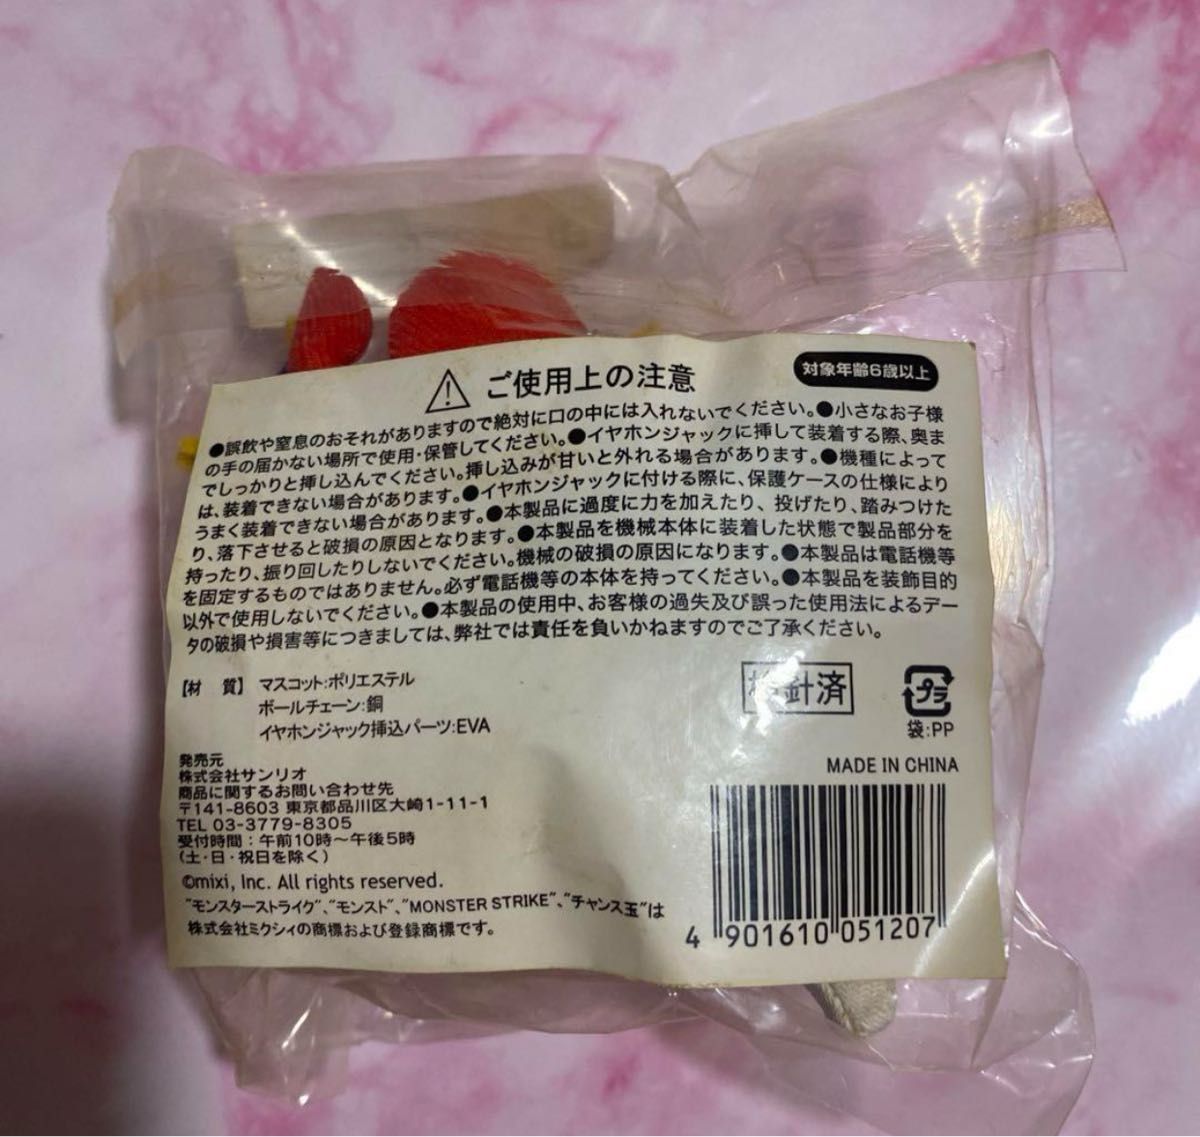 ご使用上の注意
対象年齢6歳以上
●誤飲や窒息のおそれがありますので絶対に口の中には入れないでください。●小さなお子様
の手の届かない場所で使用・保管してください。●イヤホンジャックに挿して装着する際、奥ま
でしっかりと挿し込んでください。挿し込みが甘いと外れる場合があります。●機種によって
は、装着できない場合があります。●イヤホンジャックに付ける際に、保護ケースの仕様により
うまく装着できない場合があります。●本製品に過度に力を加えたり、投げたり、踏みつけた
り、落下させると破損の原因となります。●本製品を機械本体に装着した状態で製品部分を
持ったり、振り回したりしないでください。機械の破損の原因になります。●本製品は電話機等
を固定するものではありません。必ず電話機等の本体を持ってください。●本製品を装飾目的
以外で使用しないでください。●本製品の使用中、お客様の過失及び誤った使用法によるデー
タの破損や損害等につきましては、弊社では責任を負いかねますのでご了承ください。
【材 質】 マスコット:ポリエステル
ボールチェーン:銅
イヤホンジャック挿込パーツ:EVA
検針済
プラ
袋:PP
発売元
株式会社サンリオ
商品に関するお問い合わせ先
〒141-8603 東京都品川区大崎1-11-1
TEL 03-3779-8305
受付時間:午前10時~午後5時
(土・日・祝日を除く)
©mixi, Inc. All rights reserved.
"モンスターストライク"、"モンスト"、"MONSTER STRIKE"、"チャンス玉"は
株式会社ミクシィの商標および登録商標です。
MADE IN CHINA
4 901610 051207